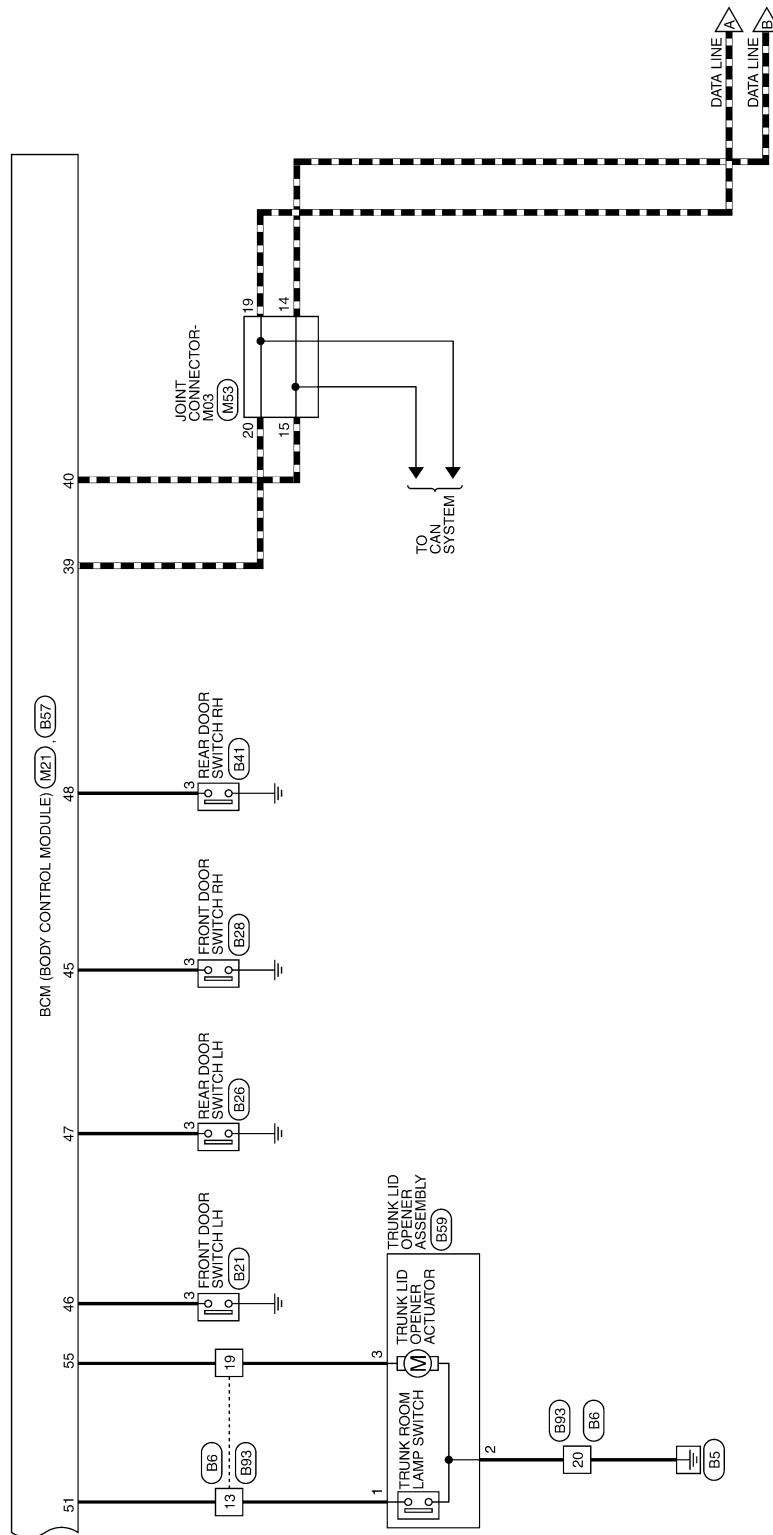 BCM (BODY CONTROL MODULE) M21 , B57
51
55
46
47
45
48
39
40
B6
13
B93
19
3
FRONT DOOR
SWITCH LH
B21
3
REAR DOOR
SWITCH LH
B26
3
FRONT DOOR
SWITCH RH
B28
3
REAR DOOR
SWITCH RH
B41
JOINT
CONNECTOR-
M03
M53
20
19
15
14
1
3
TRUNK ROOM
LAMP SWITCH
M
TRUNK LID
OPENER
ACTUATOR
TRUNK LID
OPENER
ASSEMBLY
B59
TO
CAN
SYSTEM
2
20
B93
B6
B5
DATA LINE
A
DATA LINE
B